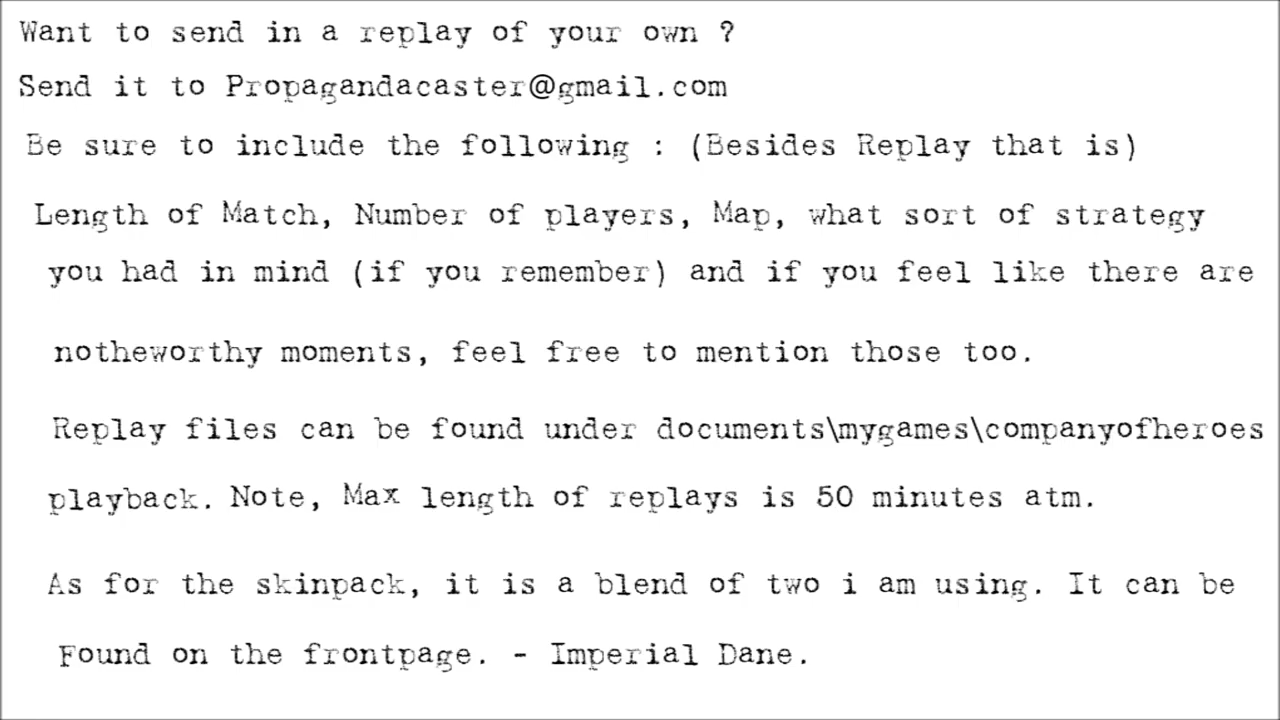 Want to send in a replay of your own ?
Send it to Propagandacaster@gmail.com
Be sure to include the following : (Besides Replay that is)
Length of Match, Number of players, Map, what sort of strategy
you had in mind (if you remember) and if you feel like there are
notheworthy moments, feel free to mention those too.
Replay files can be found under documents\mygames\companyofheroes
playback. Note, Max length of replays is 50 minutes atm.
As for the skinpack, it is a blend of two i am using. It can be
Found on the frontpage. - Imperial Dane.